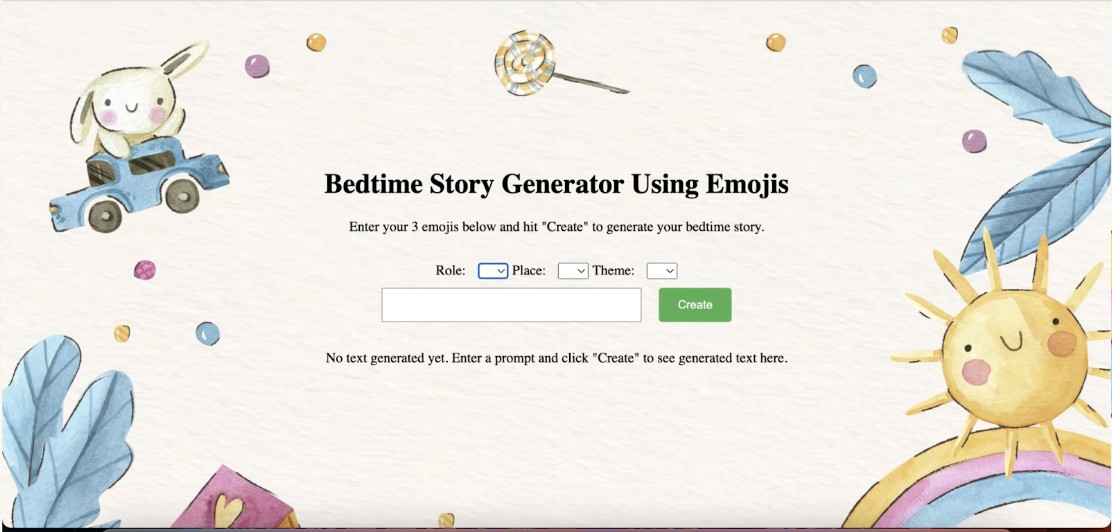 Bedtime Story Generator Using Emojis
Enter your 3 emojis below and hit "Create" to generate your bedtime story.
Role: Place: Theme:
Create
No text generated yet. Enter a prompt and click "Create" to see generated text here.